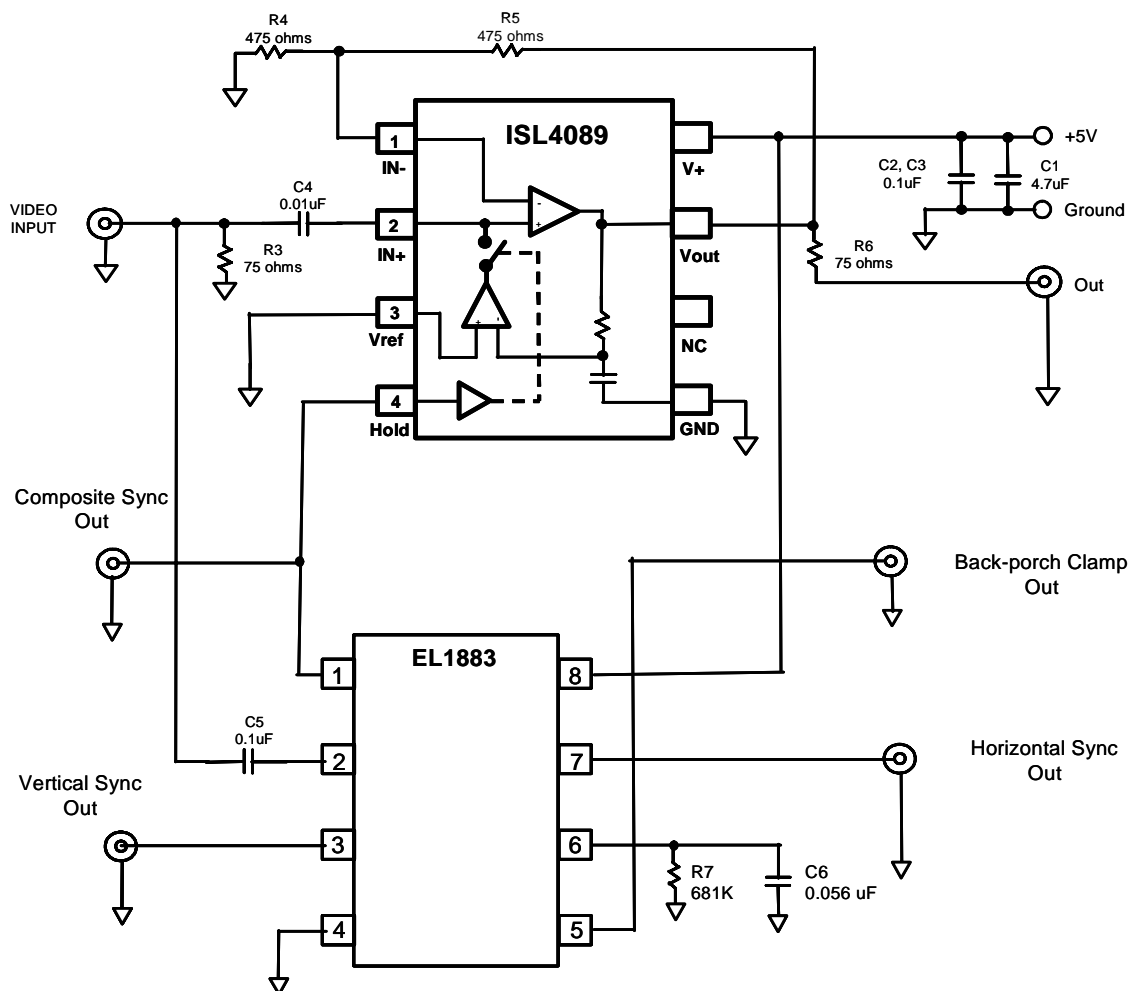 R4
475 ohms
R5
475 ohms
ISL4089
1
IN-
V+
+5V
C2, C3
0.1uF
C1
4.7uF
Ground
VIDEO
INPUT
C4
0.01uF
2
IN+
-
+
R3
75 ohms
Vout
R6
75 ohms
Out
3
Vref
+
-
NC
4
Hold
GND
Composite Sync
Out
Back-porch Clamp
Out
EL1883
1
8
C5
0.1uF
2
7
Horizontal Sync
Out
Vertical Sync
Out
3
6
R7
681K
C6
0.056 uF
4
5